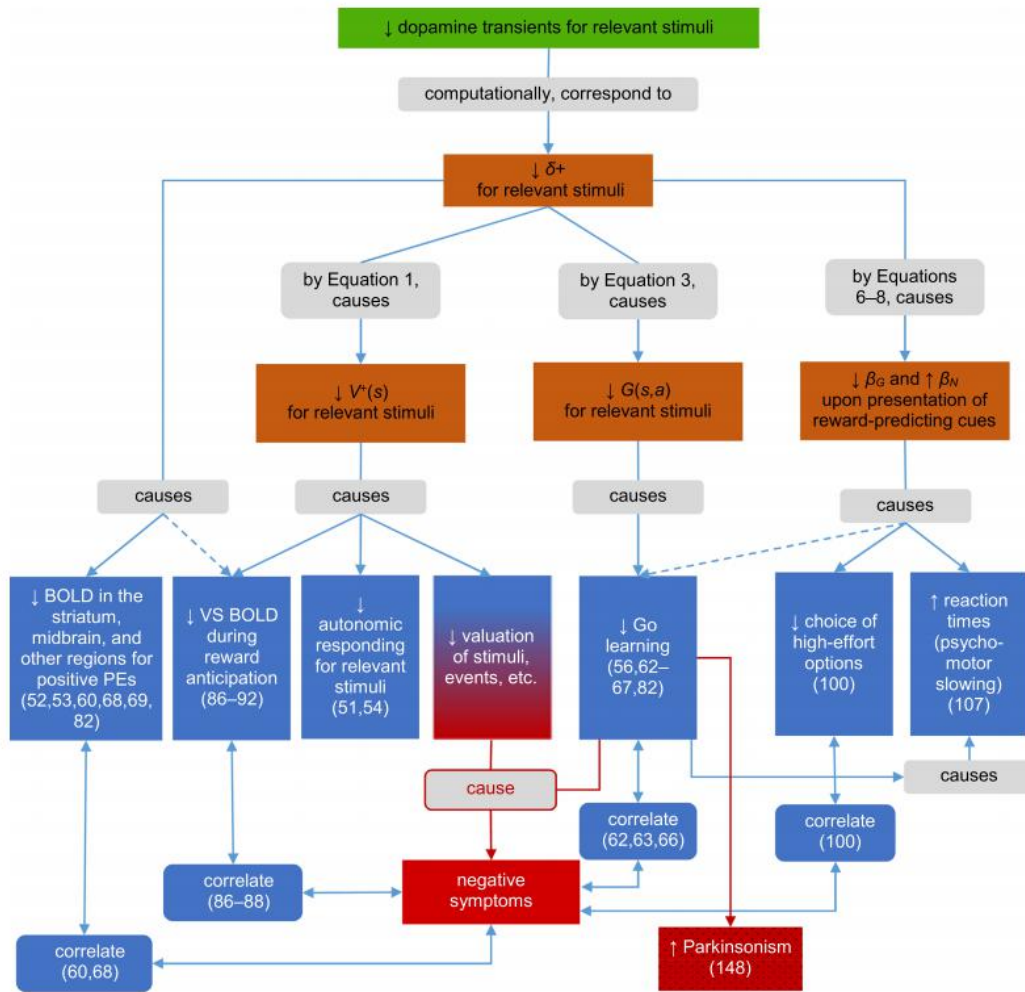 ↓ dopamine transients for relevant stimuli
computationally, correspond to
↓ δ+
for relevant stimuli
by Equation 1,
causes
by Equation 3,
causes
by Equations
6–8, causes
↓ V⁺(s)
for relevant stimuli
↓ G(s,a)
for relevant stimuli
↓ βG and ↑ βN
upon presentation of
reward-predicting cues
causes
causes
causes
causes
↓ BOLD in the
striatum,
midbrain, and
other regions for
positive PEs
(52,53,60,68,69,
82)
↓ VS BOLD
during
reward
anticipation
(86–92)
↓
autonomic
responding
for relevant
stimuli
(51,54)
↓ valuation
of stimuli,
events, etc.
↓ Go
learning
(56,62–
67,82)
↓ choice of
high-effort
options
(100)
↑ reaction
times
(psycho-
motor
slowing)
(107)
cause
causes
correlate
(62,63,66)
correlate
(100)
correlate
(86–88)
negative
symptoms
correlate
(60,68)
↑ Parkinsonism
(148)